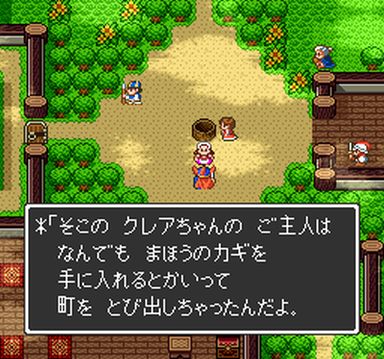 *「そこの クレアちゃんの ご主人は
なんでも まほうのカギを
手に入れるとかいって
町を とび出しちゃったんだよ。